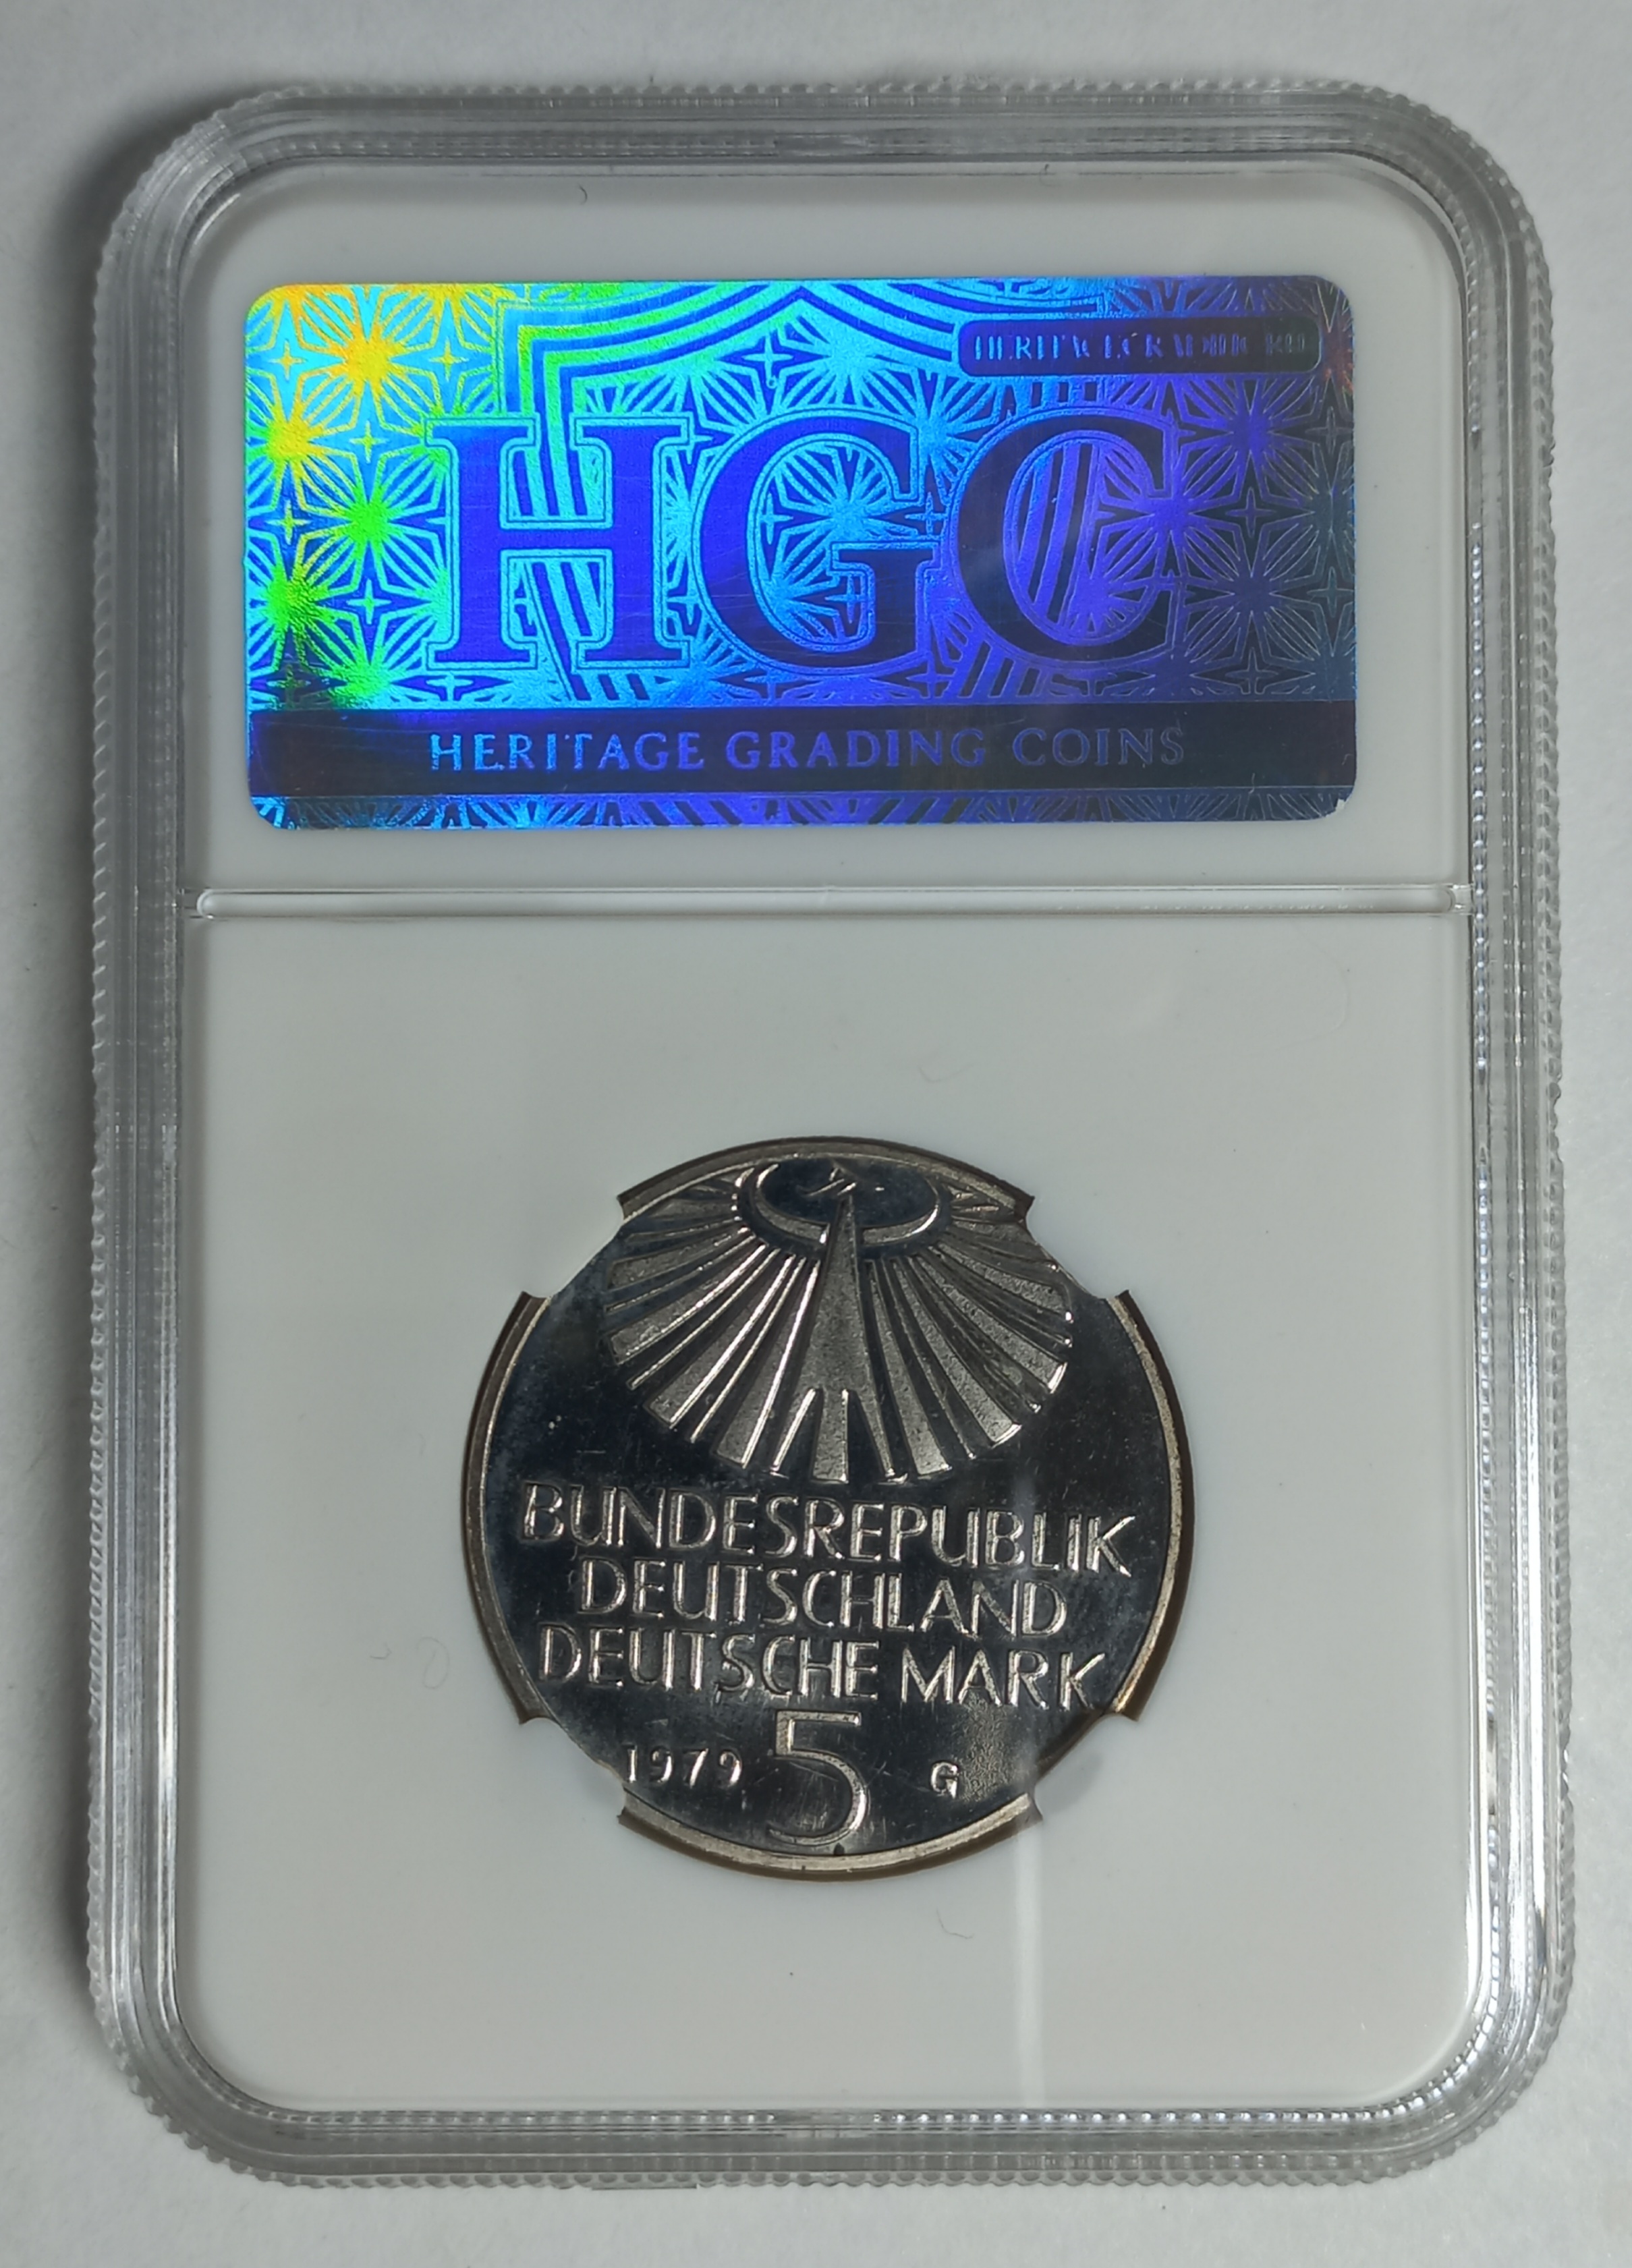 HGC
HERITAGE GRADING COINS
BUNDESREPUBLIK
DEUTSCHLAND
DEUTSCHE MARK
1979 5 G